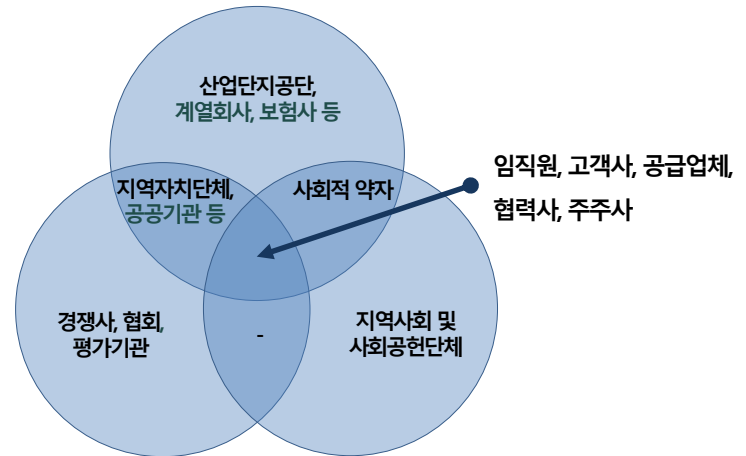 산업단지공단,
계열회사, 보험사 등
지역자치단체,
공공기관 등
사회적 약자
임직원, 고객사, 공급업체,
협력사, 주주사
경쟁사, 협회,
평가기관
-
지역사회 및
사회공헌단체